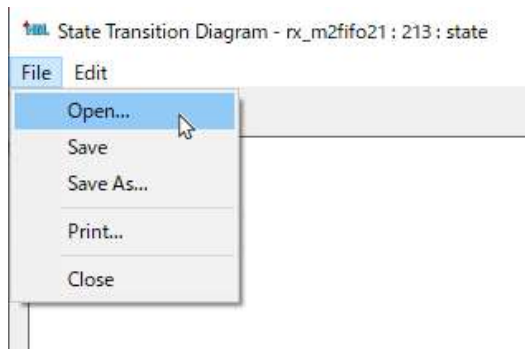 State Transition Diagram - rx_m2fifo21 : 213 : state
File Edit
Open...
Save
Save As...
Print...
Close